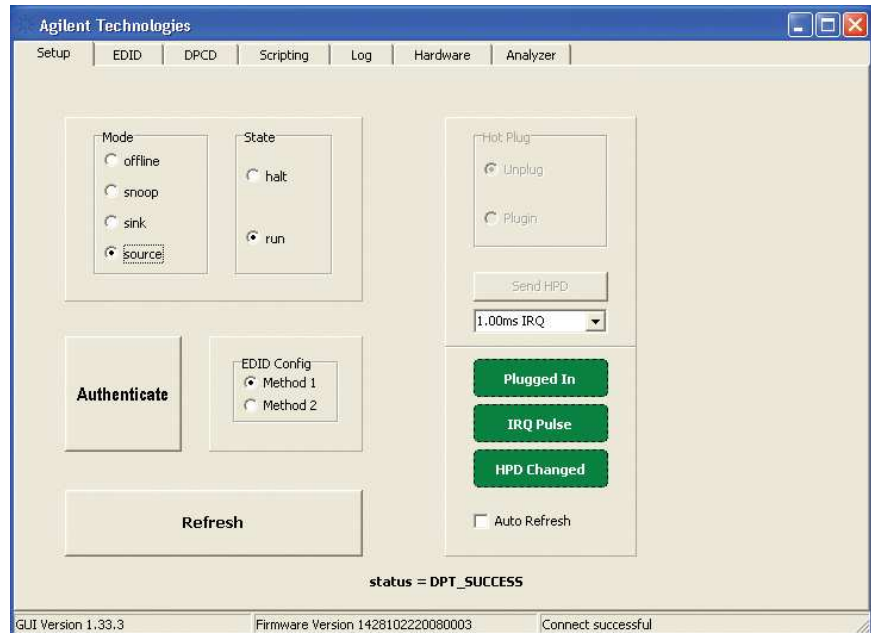 Agilent Technologies
Setup EDID DPCD Scripting Log Hardware Analyzer
Mode
offline
snoop
sink
source
State
halt
run
Hot Plug
Unplug
Plugin
Send HPD
1.00ms IRQ
Authenticate
EDID Config
Method 1
Method 2
Plugged In
IRQ Pulse
HPD Changed
Refresh
Auto Refresh
status = DPT_SUCCESS
GUI Version 1.33.3 Firmware Version 1428102220080003 Connect successful